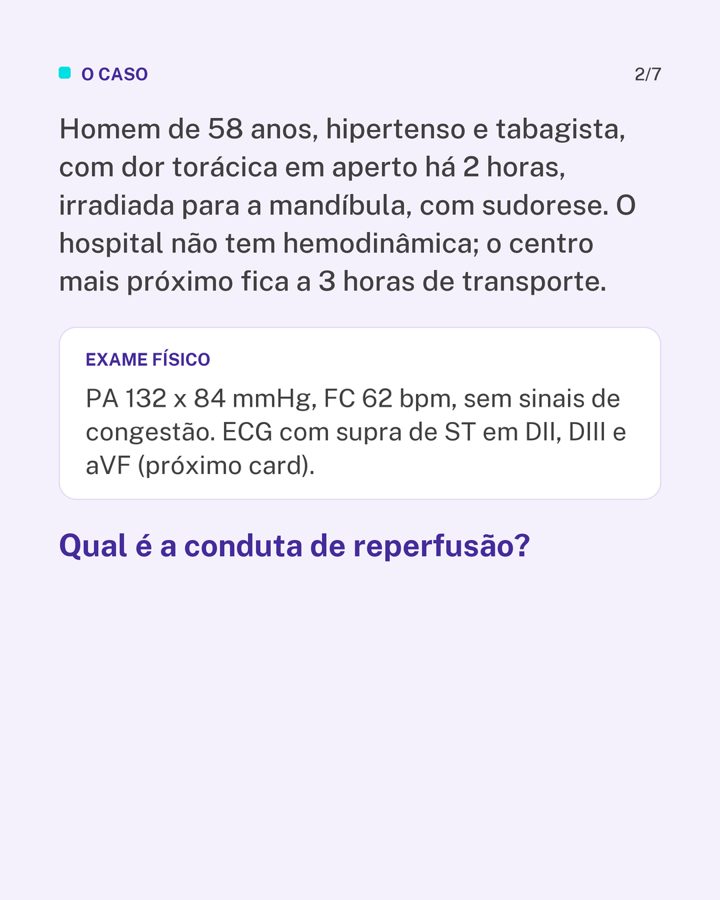 O CASO
2/7
Homem de 58 anos, hipertenso e tabagista,
com dor torácica em aperto há 2 horas,
irradiada para a mandíbula, com sudorese. O
hospital não tem hemodinâmica; o centro
mais próximo fica a 3 horas de transporte.
EXAME FÍSICO
PA 132 x 84 mmHg, FC 62 bpm, sem sinais de
congestão. ECG com supra de ST em DII, DIII e
aVF (próximo card).
Qual é a conduta de reperfusão?